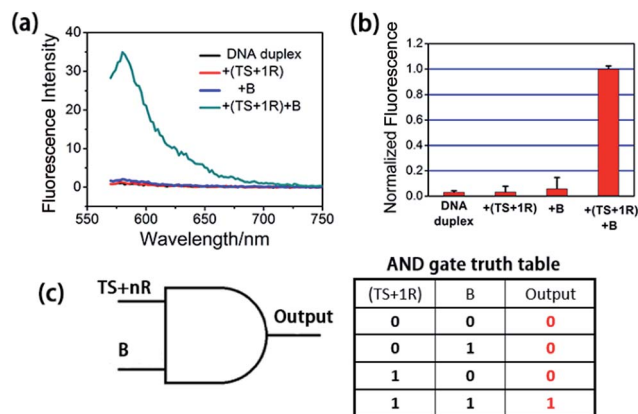 (a)
Fluorescence Intensity
40
35
30
25
20
15
10
5
0
550
600
650
700
750
Wavelength/nm
DNA duplex
+(TS+1R)
+B
+(TS+1R)+B
(b)
Normalized Fluorescence
1.2
1.0
0.8
0.6
0.4
0.2
0.0
DNA
duplex
+(TS+1R)
+B
+(TS+1R)
+B
(c)
TS+nR
B
Output
AND gate truth table
(TS+1R) B Output
0 0 0
0 1 0
1 0 0
1 1 1